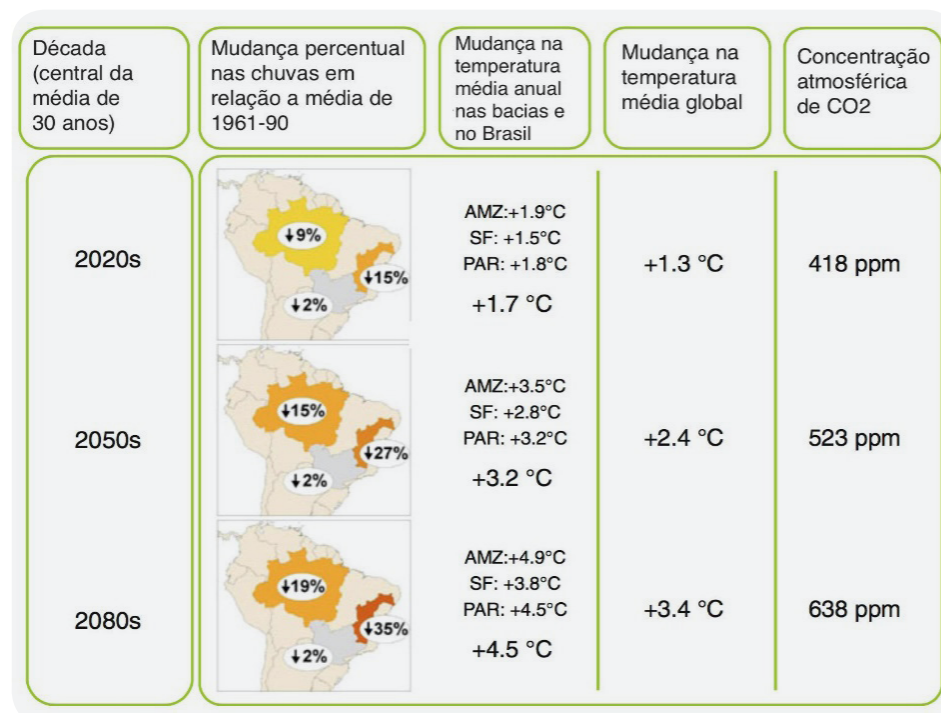 Década
(central da
média de
30 anos)
Mudança percentual
nas chuvas em
relação a média de
1961-90
Mudança na
temperatura
média anual
nas bacias e
no Brasil
Mudança na
temperatura
média global
Concentração
atmosférica
de CO2
2020s
↓9%
↓15%
↓2%
AMZ:+1.9°C
SF: +1.5°C
PAR: +1.8°C
+1.7 °C
+1.3 °C
418 ppm
2050s
↓15%
↓27%
↓2%
AMZ:+3.5°C
SF: +2.8°C
PAR: +3.2°C
+3.2 °C
+2.4 °C
523 ppm
2080s
↓19%
↓35%
↓2%
AMZ:+4.9°C
SF: +3.8°C
PAR: +4.5°C
+4.5 °C
+3.4 °C
638 ppm